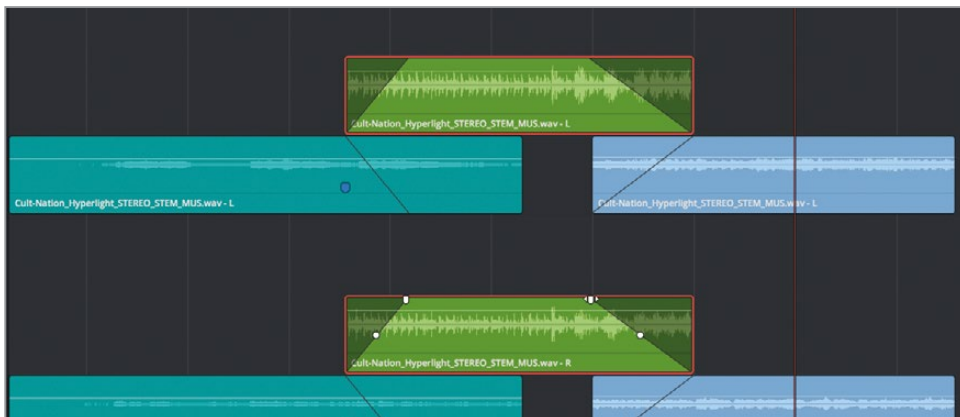 Cult-Nation_Hyperlight_STEREO_STEM_MUS.wav - L
Cult-Nation_Hyperlight_STEREO_STEM_MUS.wav - L
Cult-Nation_Hyperlight_STEREO_STEM_MUS.wav - L
Cult-Nation_Hyperlight_STEREO_STEM_MUS.wav - R